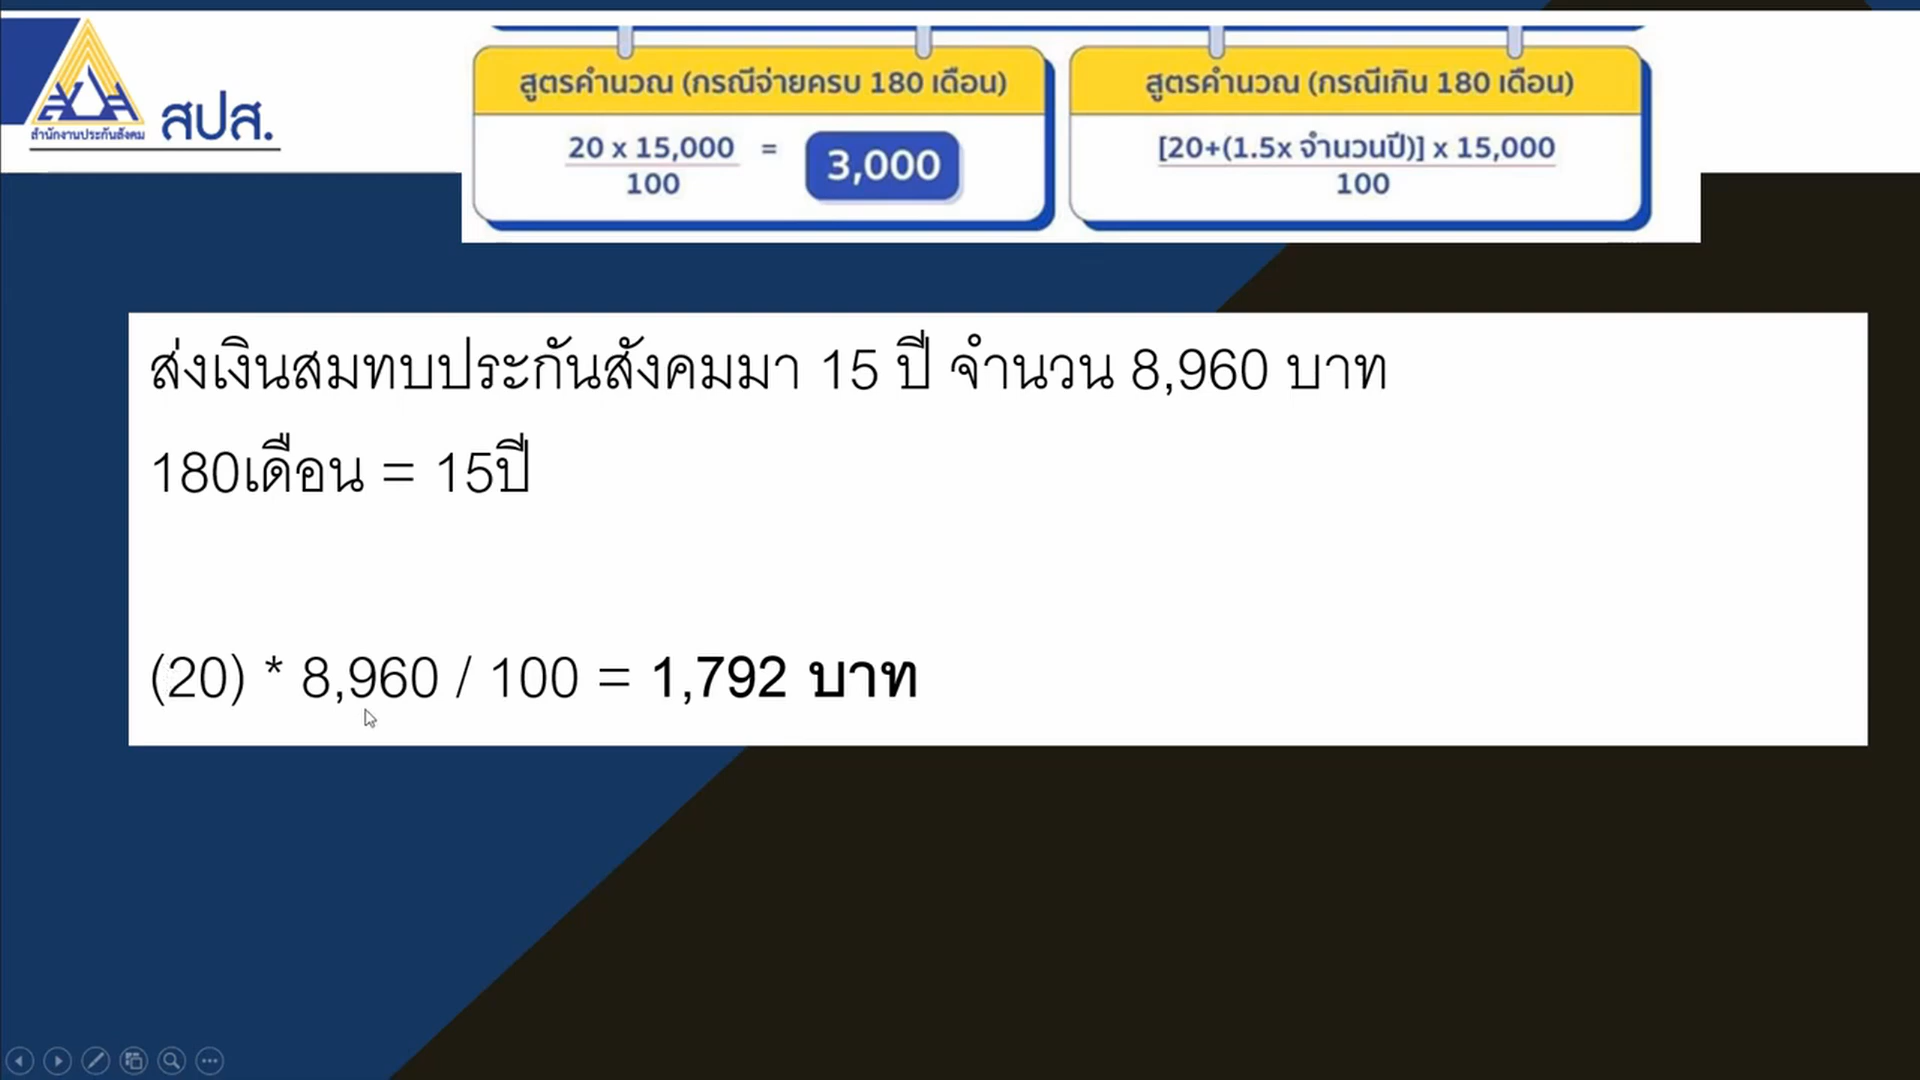 สปส.
สำนักงานประกันสังคม
สูตรคำนวณ (กรณีจ่ายครบ 180 เดือน)
20 x 15,000
100
= 3,000
สูตรคำนวณ (กรณีเกิน 180 เดือน)
[20+(1.5x จำนวนปี)] x 15,000
100
ส่งเงินสมทบประกันสังคมมา 15 ปี จำนวน 8,960 บาท
180เดือน = 15ปี
(20) * 8,960 / 100 = 1,792 บาท